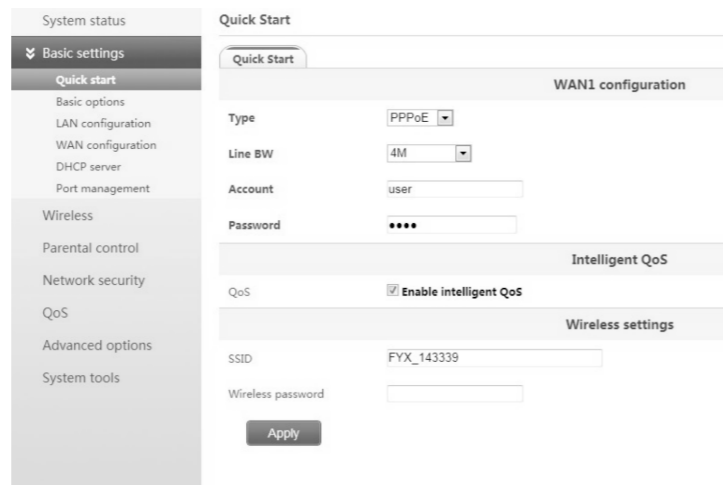 System status
Basic settings
Quick start
Basic options
LAN configuration
WAN configuration
DHCP server
Port management
Wireless
Parental control
Network security
QoS
Advanced options
System tools
Quick Start
Quick Start
WAN1 configuration
Type PPPoE
Line BW 4M
Account user
Password ••••
Intelligent QoS
QoS Enable intelligent QoS
Wireless settings
SSID FYX_143339
Wireless password
Apply